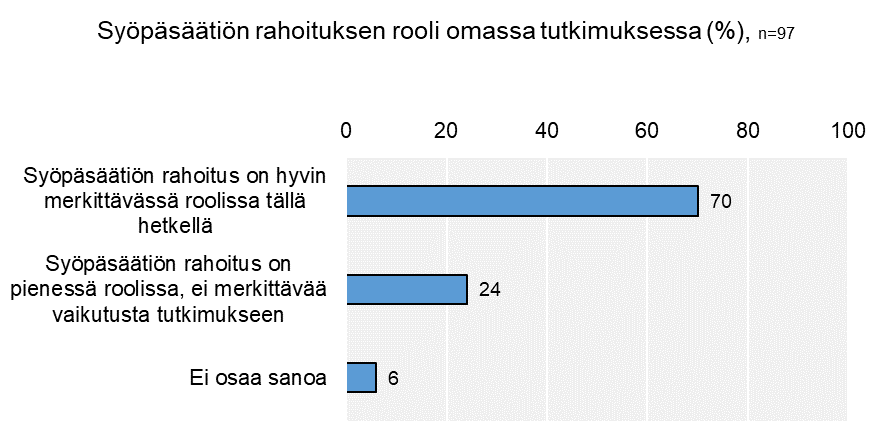 Syöpäsäätiön rahoituksen rooli omassa tutkimuksessa (%), n=97
0 20 40 60 80 100
Syöpäsäätiön rahoitus on hyvin
merkittävässä roolissa tällä
hetkellä
70
Syöpäsäätiön rahoitus on
pienessä roolissa, ei merkittävää
vaikutusta tutkimukseen
24
Ei osaa sanoa
6